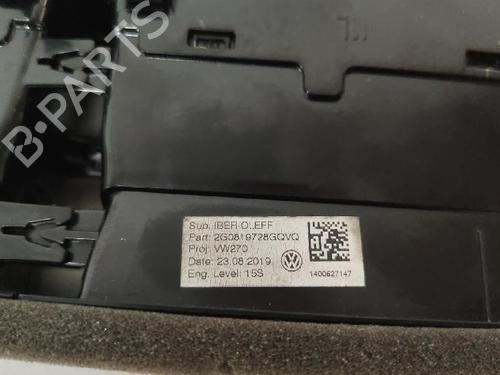 B-PARTS
Sup. IBER-OLEFF
Part: 2G0819728GQVQ
Proj. VW270
Date: 23.08.2019
Eng. Level: 15S
1400627147